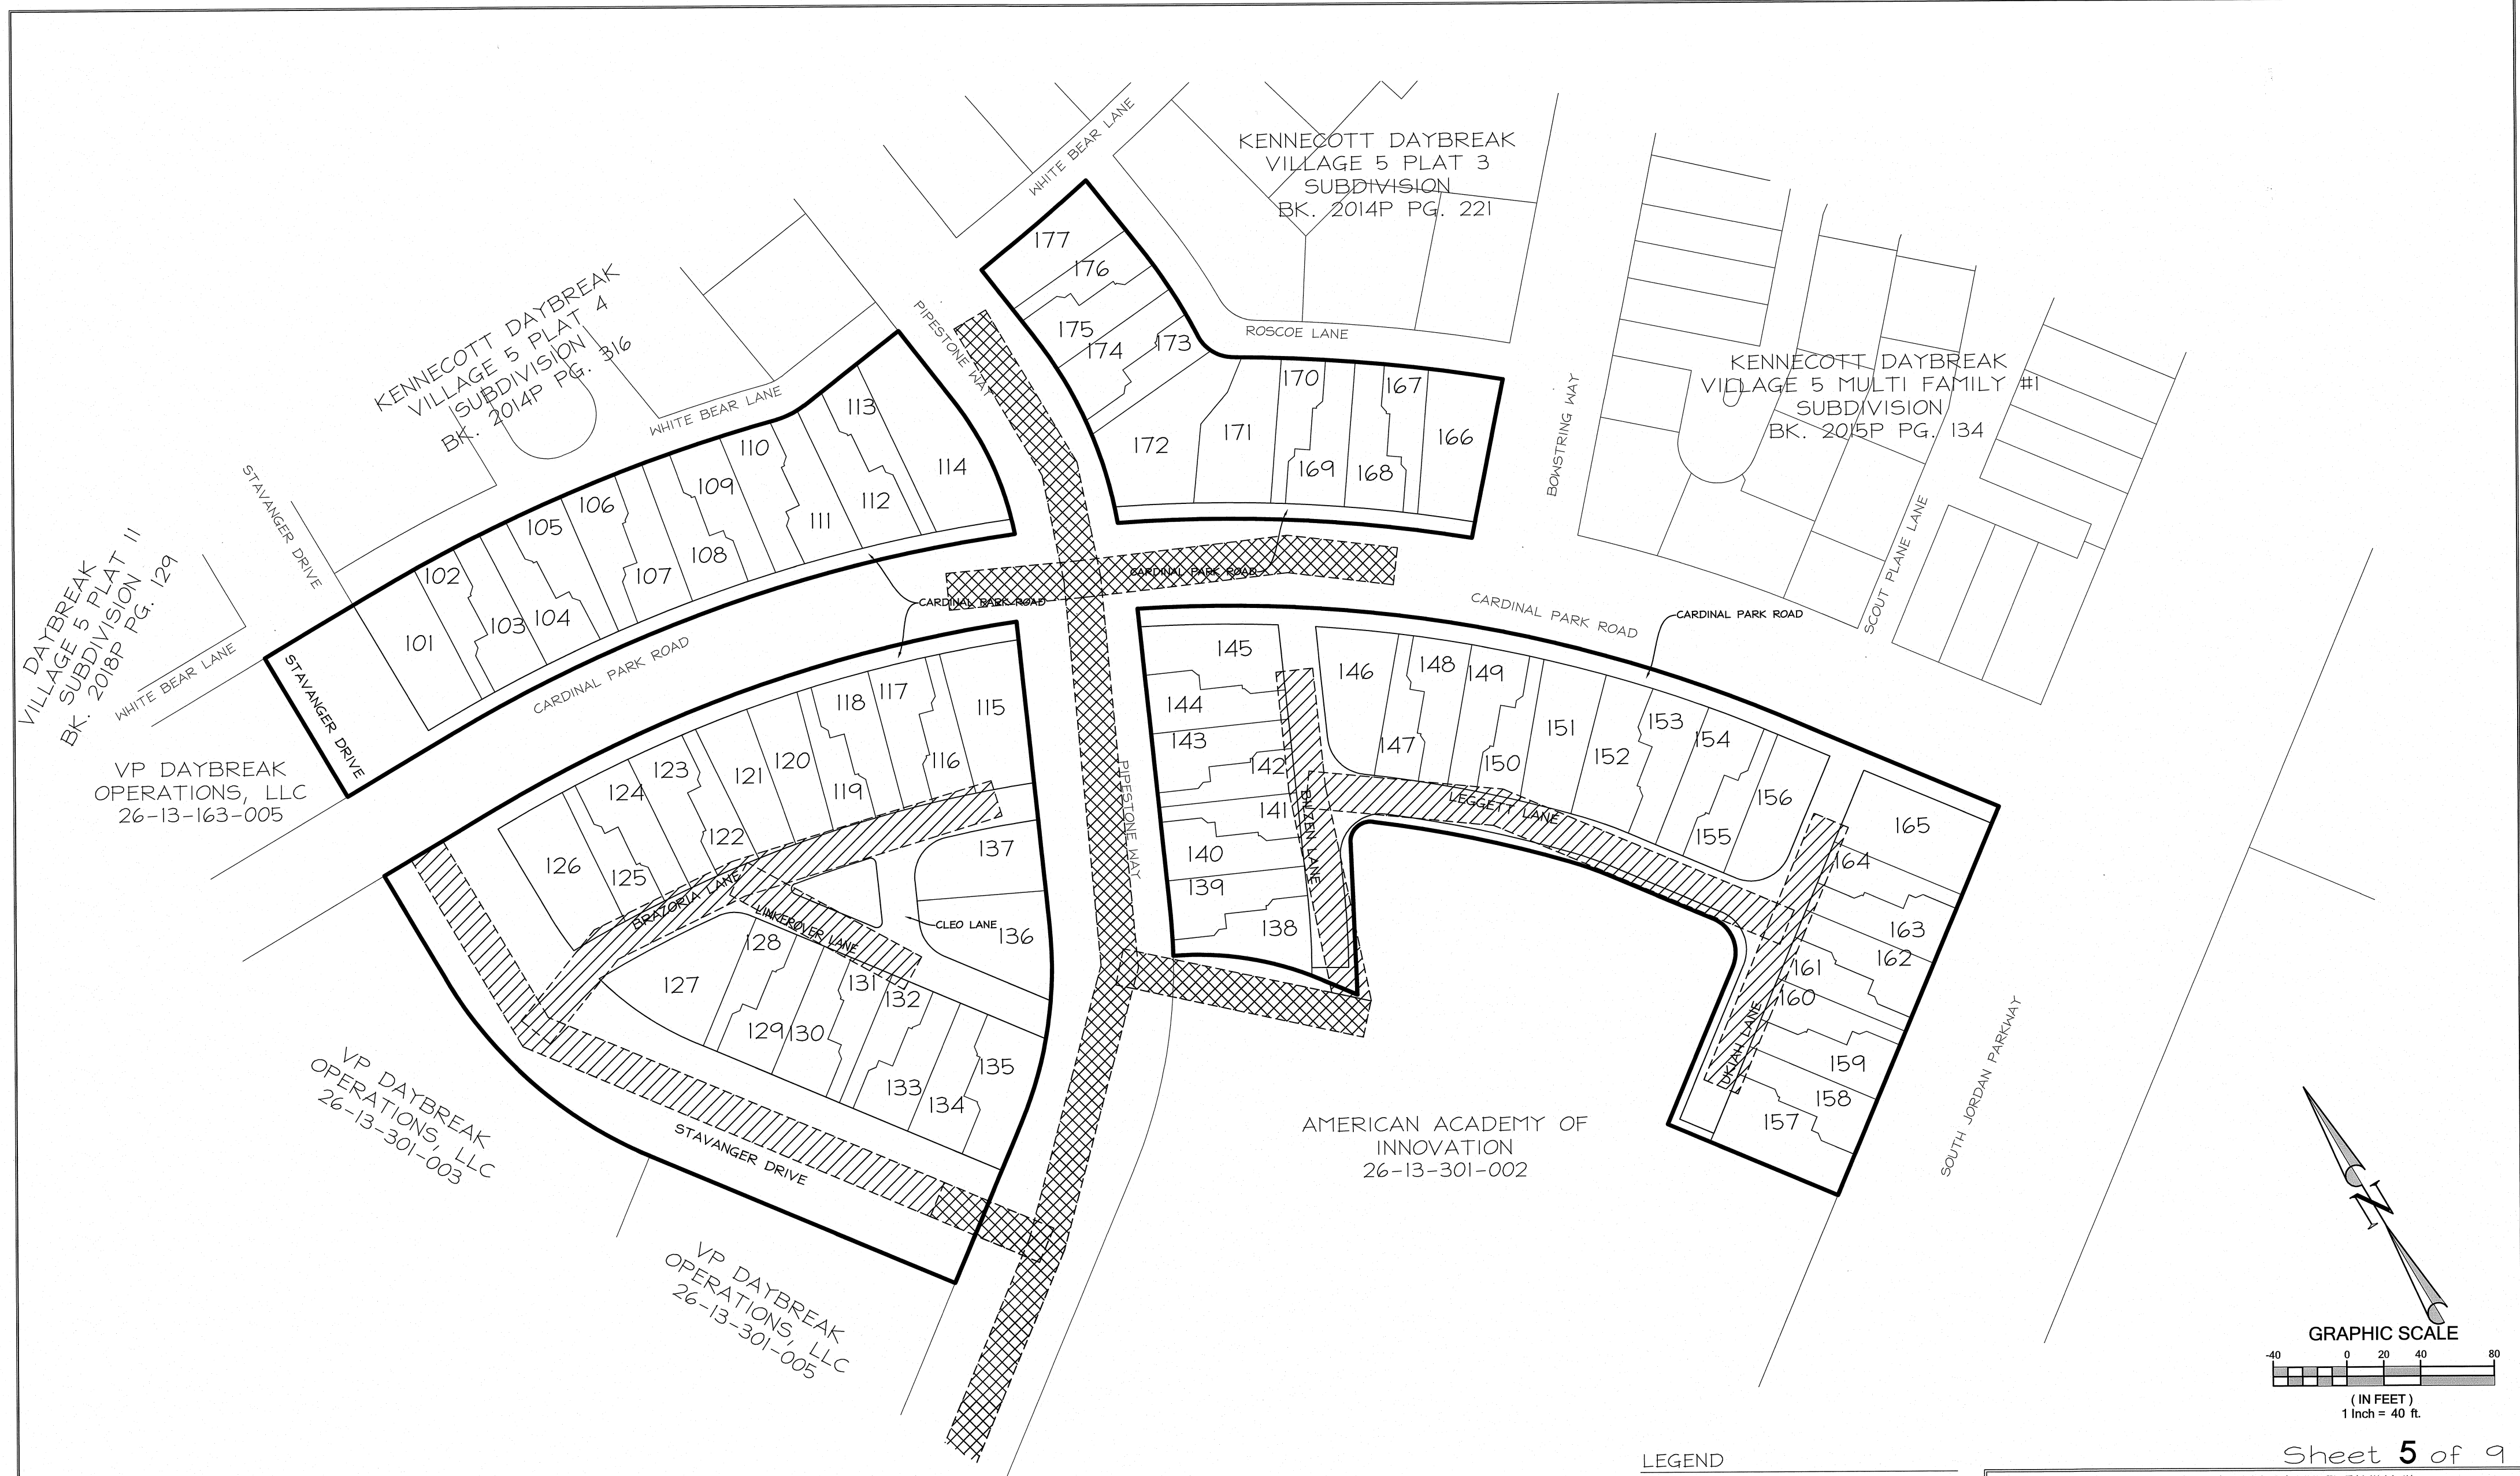 WHITE BEAR LANE
KENNECOTT DAYBREAK
VILLAGE 5 PLAT 3
SUBDIVISION
BK. 2014P PG. 221
KENNECOTT DAYBREAK
VILLAGE 5 PLAT 4
SUBDIVISION
BK. 2014P PG. 316
WHITE BEAR LANE
PIPESTONE WAY
ROSCOE LANE
BOWSTRING WAY
KENNECOTT DAYBREAK
VILLAGE 5 MULTI FAMILY #1
SUBDIVISION
BK. 2015P PG. 134
SCOUT PLANE LANE
177
176
175
174
173
172
171
170
169
168
167
166
STAVANGER DRIVE
DAYBREAK
VILLAGE 5 PLAT 11
SUBDIVISION
BK. 2018P PG. 129
WHITE BEAR LANE
STAVANGER DRIVE
101
102
103
104
105
106
107
108
109
110
111
112
113
114
CARDINAL PARK ROAD
CARDINAL PARK ROAD
CARDINAL PARK ROAD
CARDINAL PARK ROAD
CARDINAL PARK ROAD
VP DAYBREAK
OPERATIONS, LLC
26-13-163-005
115
116
117
118
119
120
121
122
123
124
125
126
BRAZORIA LANE
LINKEROVER LANE
CLEO LANE
127
128
129
130
131
132
133
134
135
136
137
STAVANGER DRIVE
PIPESTONE WAY
145
144
143
142
141
140
139
138
BUZEN LANE
LEGGETT LANE
146
147
148
149
150
151
152
153
154
155
156
165
164
163
162
161
160
159
158
157
UKIAH LANE
SOUTH JORDAN PARKWAY
VP DAYBREAK
OPERATIONS, LLC
26-13-301-003
VP DAYBREAK
OPERATIONS, LLC
26-13-301-005
AMERICAN ACADEMY OF
INNOVATION
26-13-301-002
N
GRAPHIC SCALE
-40 0 20 40 80
( IN FEET )
1 Inch = 40 ft.
LEGEND
Sheet 5 of 9